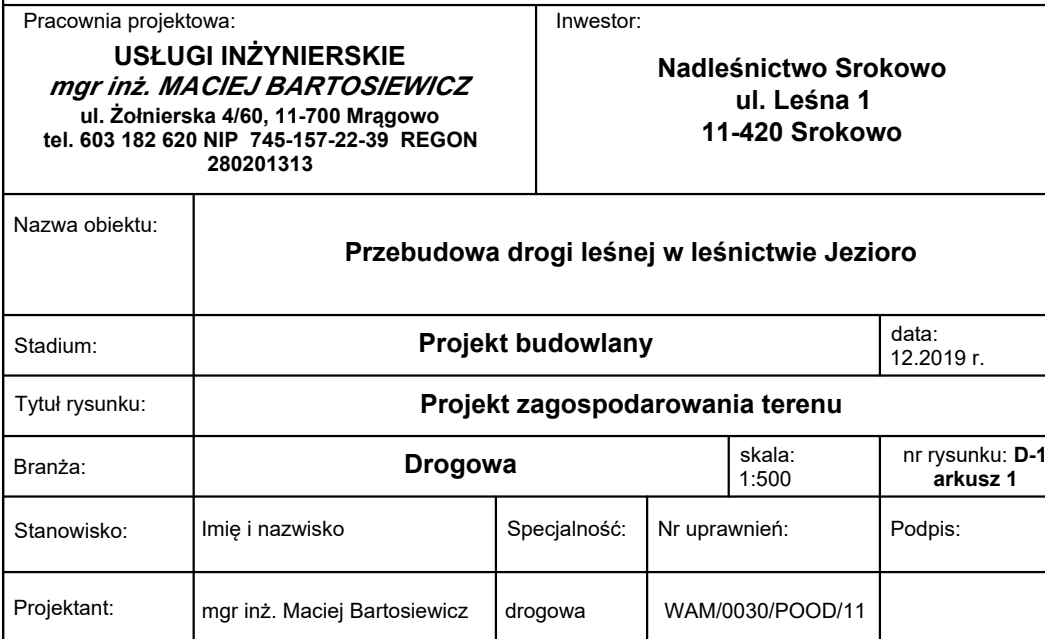 Pracownia projektowa:
USŁUGI INŻYNIERSKIE
mgr inż. MACIEJ BARTOSIEWICZ
ul. Żołnierska 4/60, 11-700 Mrągowo
tel. 603 182 620 NIP 745-157-22-39 REGON
280201313
Inwestor:
Nadleśnictwo Srokowo
ul. Leśna 1
11-420 Srokowo
Nazwa obiektu:
Przebudowa drogi leśnej w leśnictwie Jezioro
Stadium:
Projekt budowlany
data:
12.2019 r.
Tytuł rysunku:
Projekt zagospodarowania terenu
Branża:
Drogowa
skala:
1:500
nr rysunku: D-1
arkusz 1
Stanowisko:
Imię i nazwisko
Specjalność:
Nr uprawnień:
Podpis:
Projektant:
mgr inż. Maciej Bartosiewicz
drogowa
WAM/0030/POOD/11